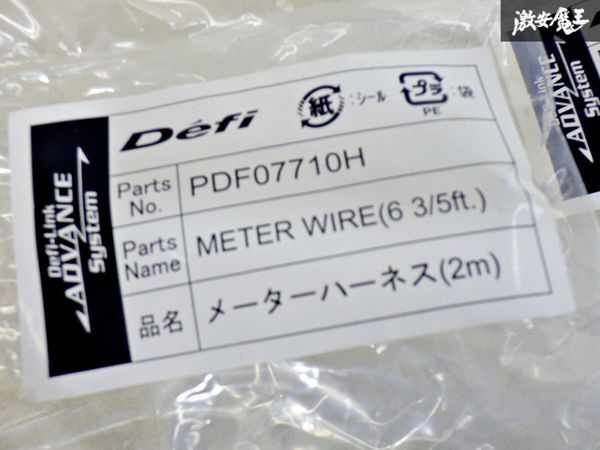 激安魔王
Defi-Link
ADVANCE
System
Defi
紙 :シール
プラ :袋
PE
Parts No. PDF07710H
Parts Name METER WIRE(6 3/5ft.)
品名 メーターハーネス(2m)